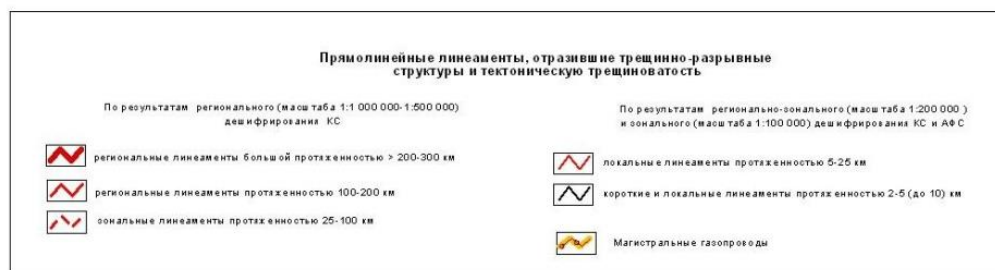 Прямолинейные линеаменты, отразившие трещинно-разрывные
структуры и тектоническую трещиноватость
По результатам регионального (масштаба 1:1 000 000-1:500 000)
дешифрирования КС
региональные линеаменты большой протяженностью > 200-300 км
региональные линеаменты протяженностью 100-200 км
зональные линеаменты протяженностью 25-100 км
По результатам регионально-зонального (масштаба 1:200 000 )
и зонального (масштаба 1:100 000) дешифрирования КС и АФС
локальные линеаменты протяженностью 5-25 км
короткие и локальные линеаменты протяженностью 2-5 (до 10) км
Магистральные газопроводы